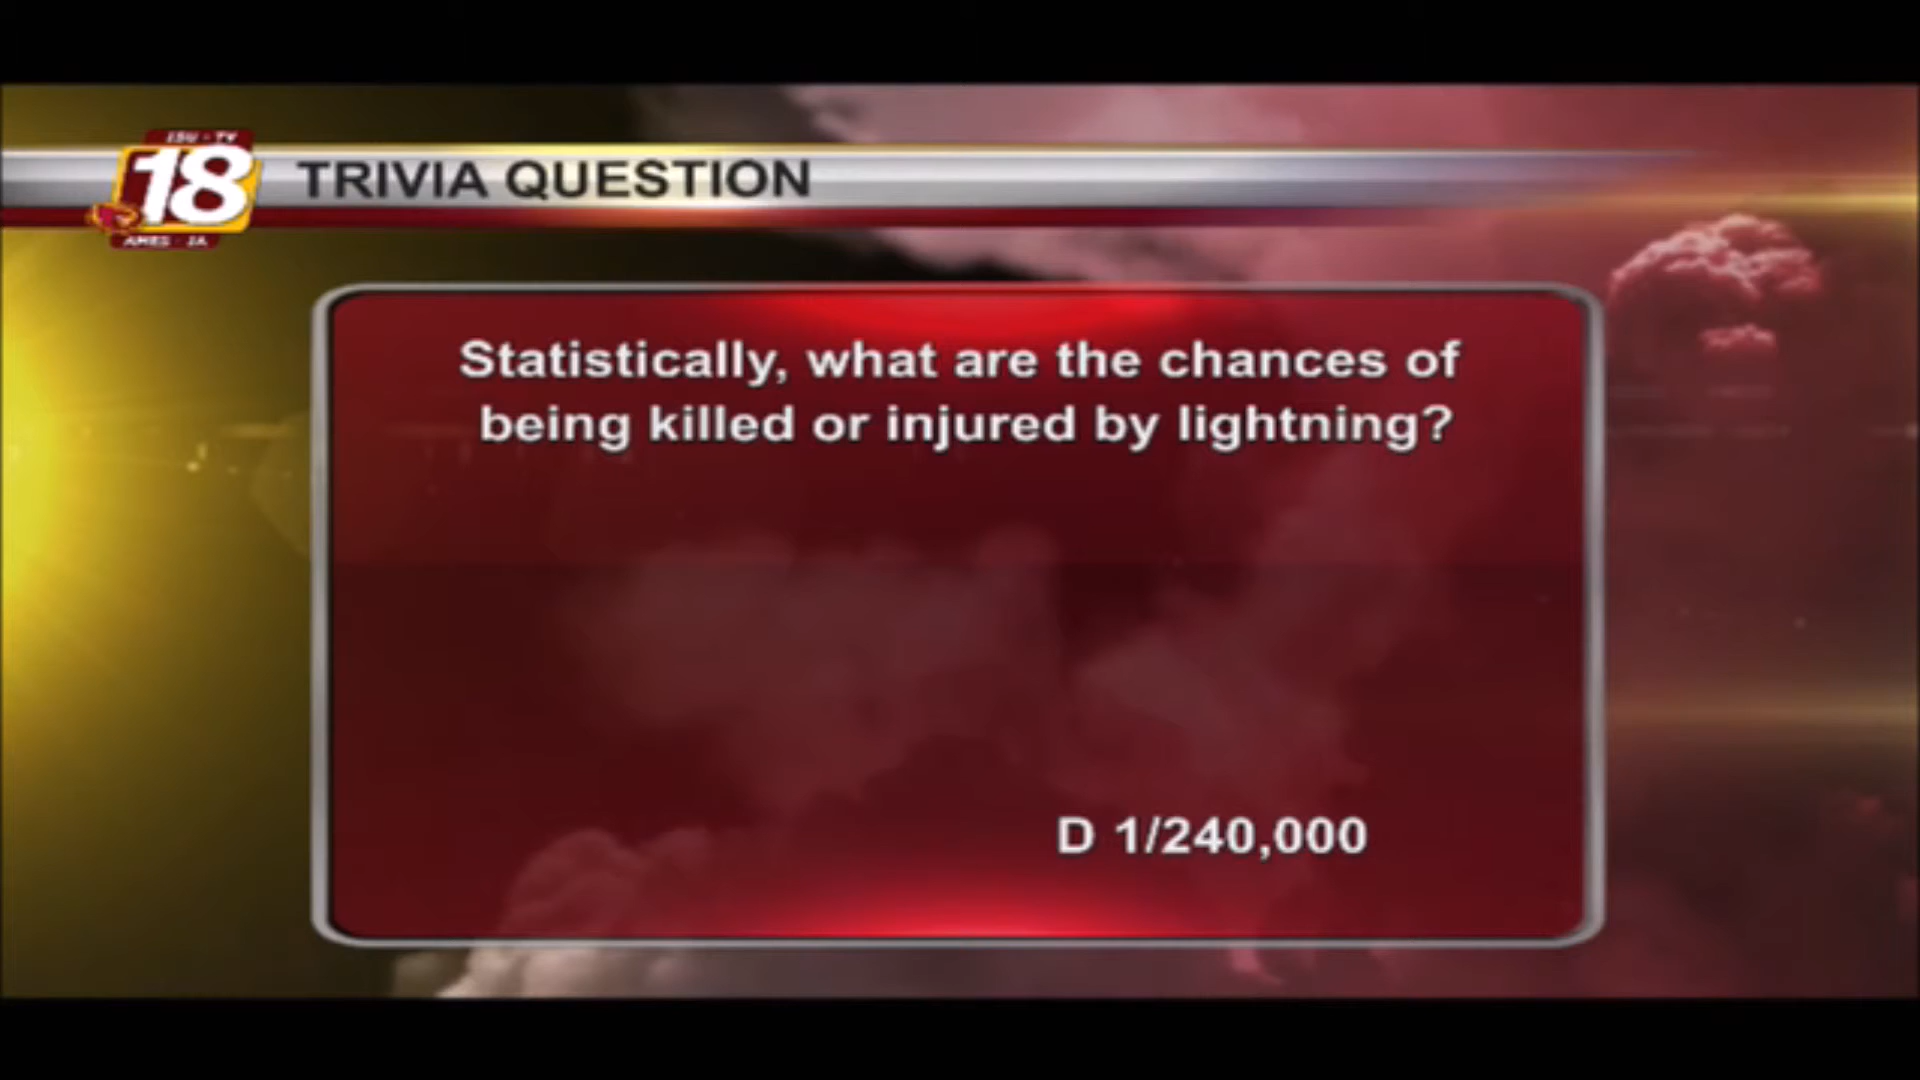 ISU - TV
18
AMES - IA
TRIVIA QUESTION
Statistically, what are the chances of
being killed or injured by lightning?
D 1/240,000